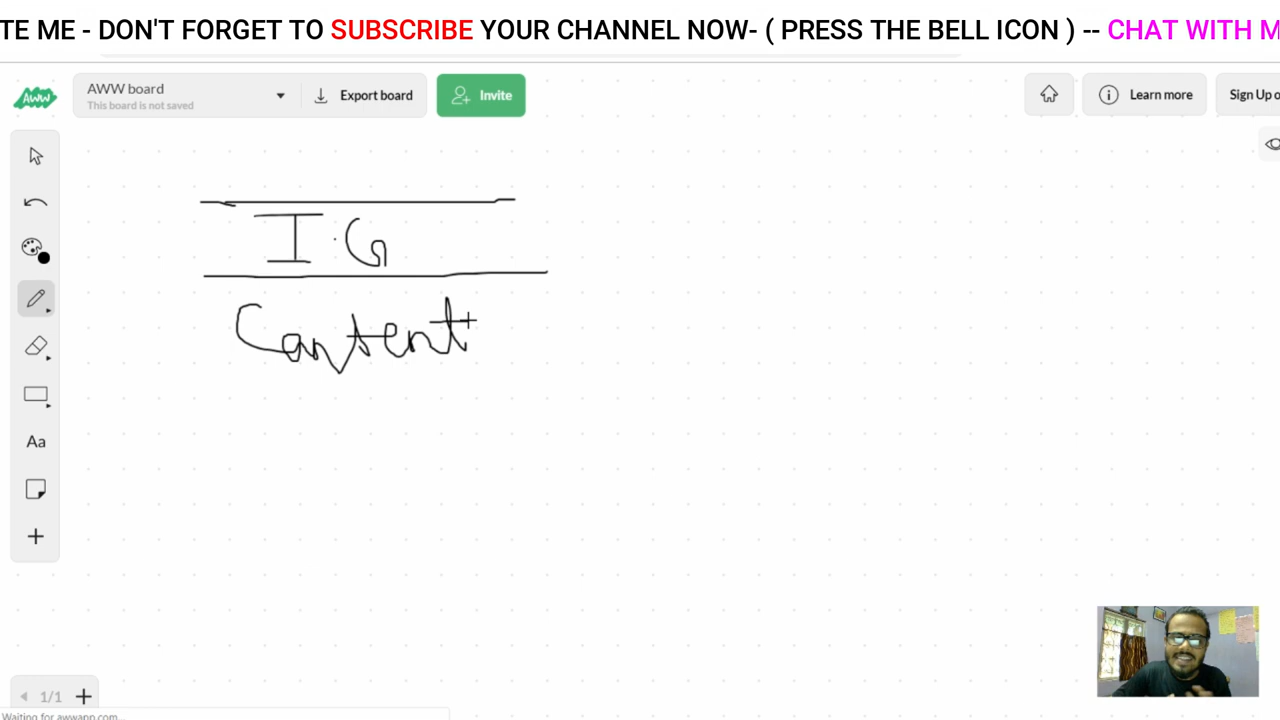 TE ME - DON'T FORGET TO SUBSCRIBE YOUR CHANNEL NOW- ( PRESS THE BELL ICON ) -- CHAT WITH M
AWW
AWW board
This board is not saved
Export board
Invite
Learn more
Sign Up o
I.G
Content
Aa
1/1
Waiting for awwapp.com...